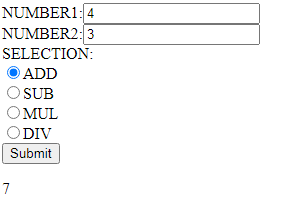 NUMBER1: 4
NUMBER2: 3
SELECTION:
ADD
SUB
MUL
DIV
Submit
7